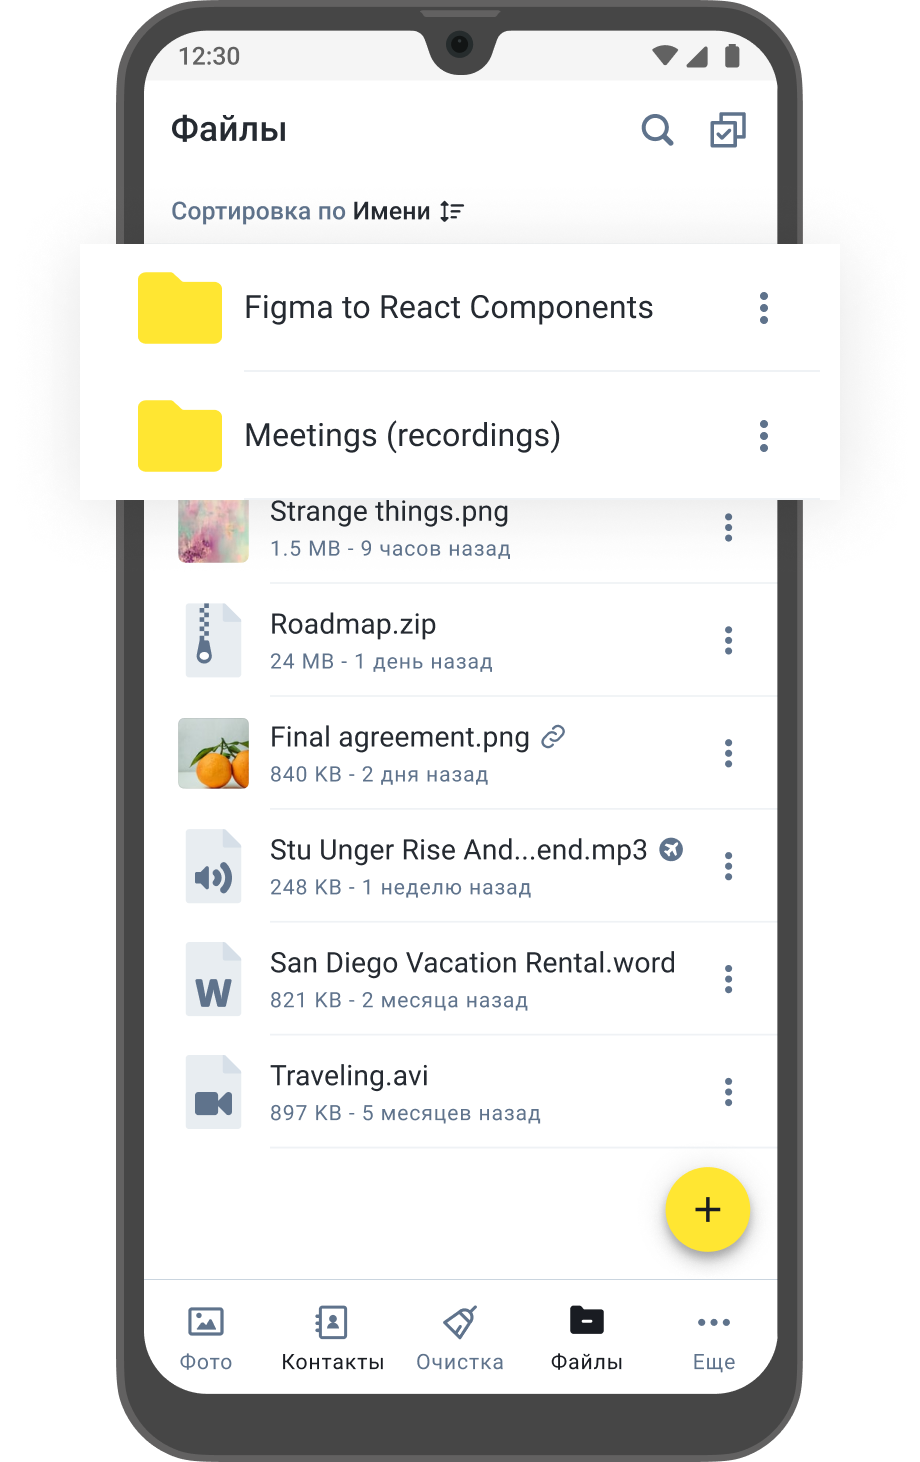 12:30
Файлы
Сортировка по Имени
Figma to React Components
Meetings (recordings)
Strange things.png
1.5 MB - 9 часов назад
Roadmap.zip
24 MB - 1 день назад
Final agreement.png
840 KB - 2 дня назад
Stu Unger Rise And...end.mp3
248 KB - 1 неделю назад
W
San Diego Vacation Rental.word
821 KB - 2 месяца назад
Traveling.avi
897 KB - 5 месяцев назад
Фото Контакты Очистка Файлы Еще